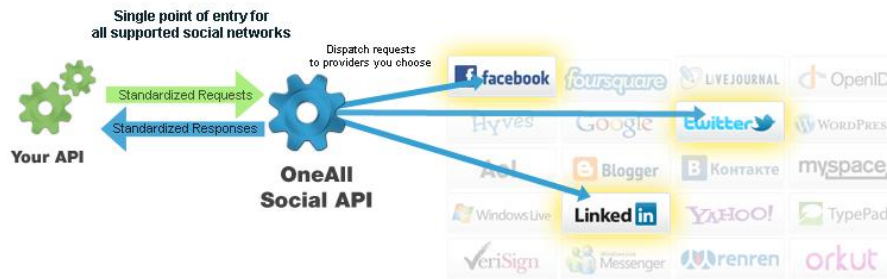 Single point of entry for
all supported social networks
Dispatch requests
to providers you choose
Standardized Requests
Standardized Responses
Your API
OneAll
Social API
facebook foursquare LIVEJOURNAL OpenID
Hyves Google twitter WORDPRESS
Aol Blogger ВКОНТАКТЕ myspace
Windows Live Linked in YAHOO! TypePad
VeriSign Messenger renren orkut